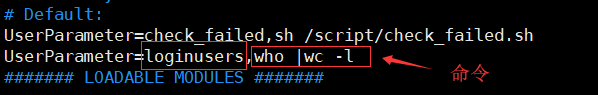 # Default:
UserParameter=check_failed,sh /script/check_failed.sh
UserParameter=loginusers,who |wc -l
命令
####### LOADABLE MODULES #######